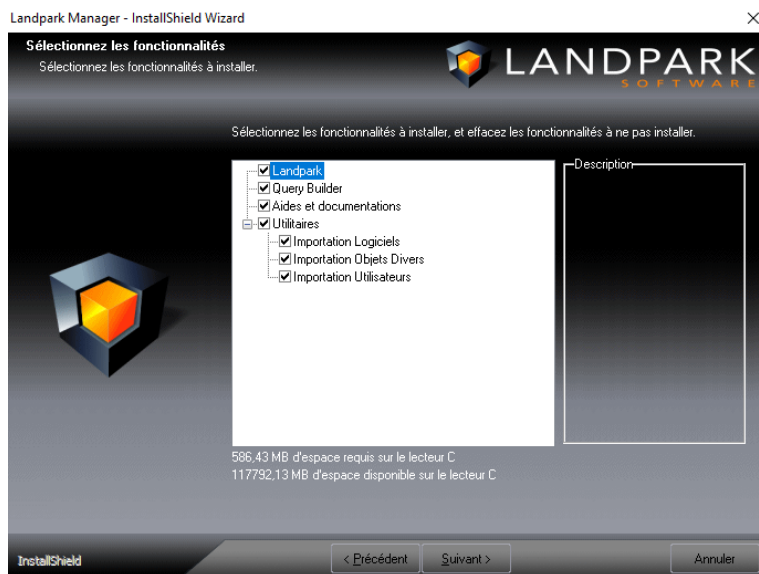 Landpark Manager - InstallShield Wizard
Sélectionnez les fonctionnalités
Sélectionnez les fonctionnalités à installer.
LANDPARK
SOFTWARE
Sélectionnez les fonctionnalités à installer, et effacez les fonctionnalités à ne pas installer.
Landpark
Query Builder
Aides et documentations
Utilitaires
Importation Logiciels
Importation Objets Divers
Importation Utilisateurs
Description
586,43 MB d'espace requis sur le lecteur C
117792,13 MB d'espace disponible sur le lecteur C
InstallShield
< Précédent
Suivant >
Annuler